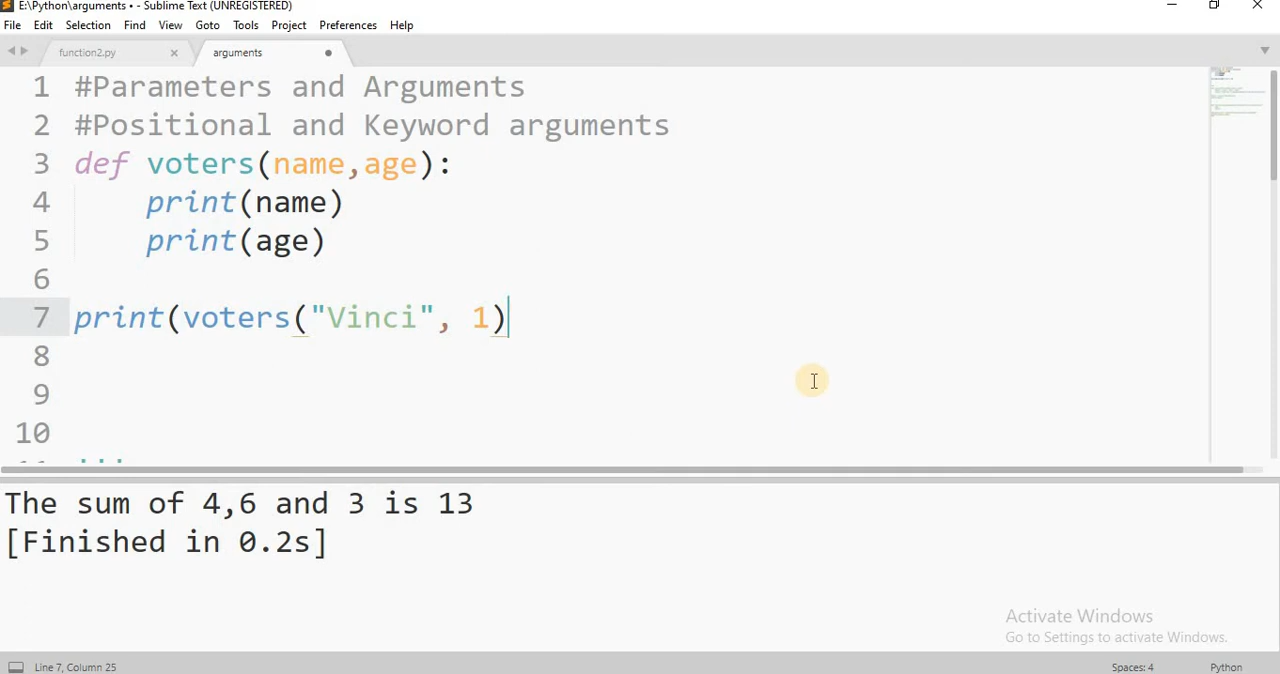 E:\Python\arguments • - Sublime Text (UNREGISTERED)
File Edit Selection Find View Goto Tools Project Preferences Help
function2.py × arguments
1 #Parameters and Arguments
2 #Positional and Keyword arguments
3 def voters(name,age):
4 print(name)
5 print(age)
6
7 print(voters("Vinci", 1)
8
9
10
The sum of 4,6 and 3 is 13
[Finished in 0.2s]
Activate Windows
Go to Settings to activate Windows.
Line 7, Column 25 Spaces: 4 Python